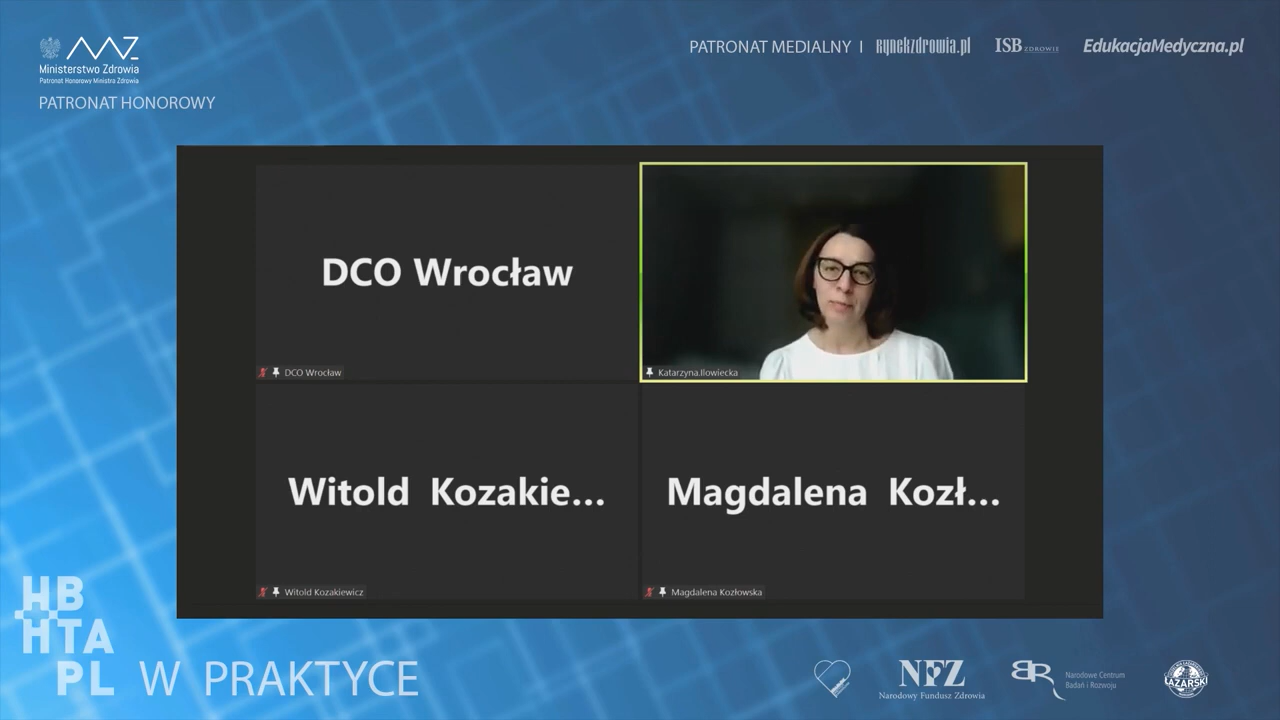 Ministerstwo Zdrowia
Patronat Honorowy Ministra Zdrowia
PATRONAT HONOROWY
PATRONAT MEDIALNY I rynekzdrowia.pl ISB ZDROWIE EdukacjaMedyczna.pl
DCO Wrocław
DCO Wrocław
Katarzyna.Ilowiecka
Witold Kozakie...
Magdalena Kozł...
Witold Kozakiewicz
Magdalena Kozłowska
HB
HTA
PL W PRAKTYCE
NFZ
Narodowy Fundusz Zdrowia
Narodowe Centrum
Badań i Rozwoju
ŁAZARSKI